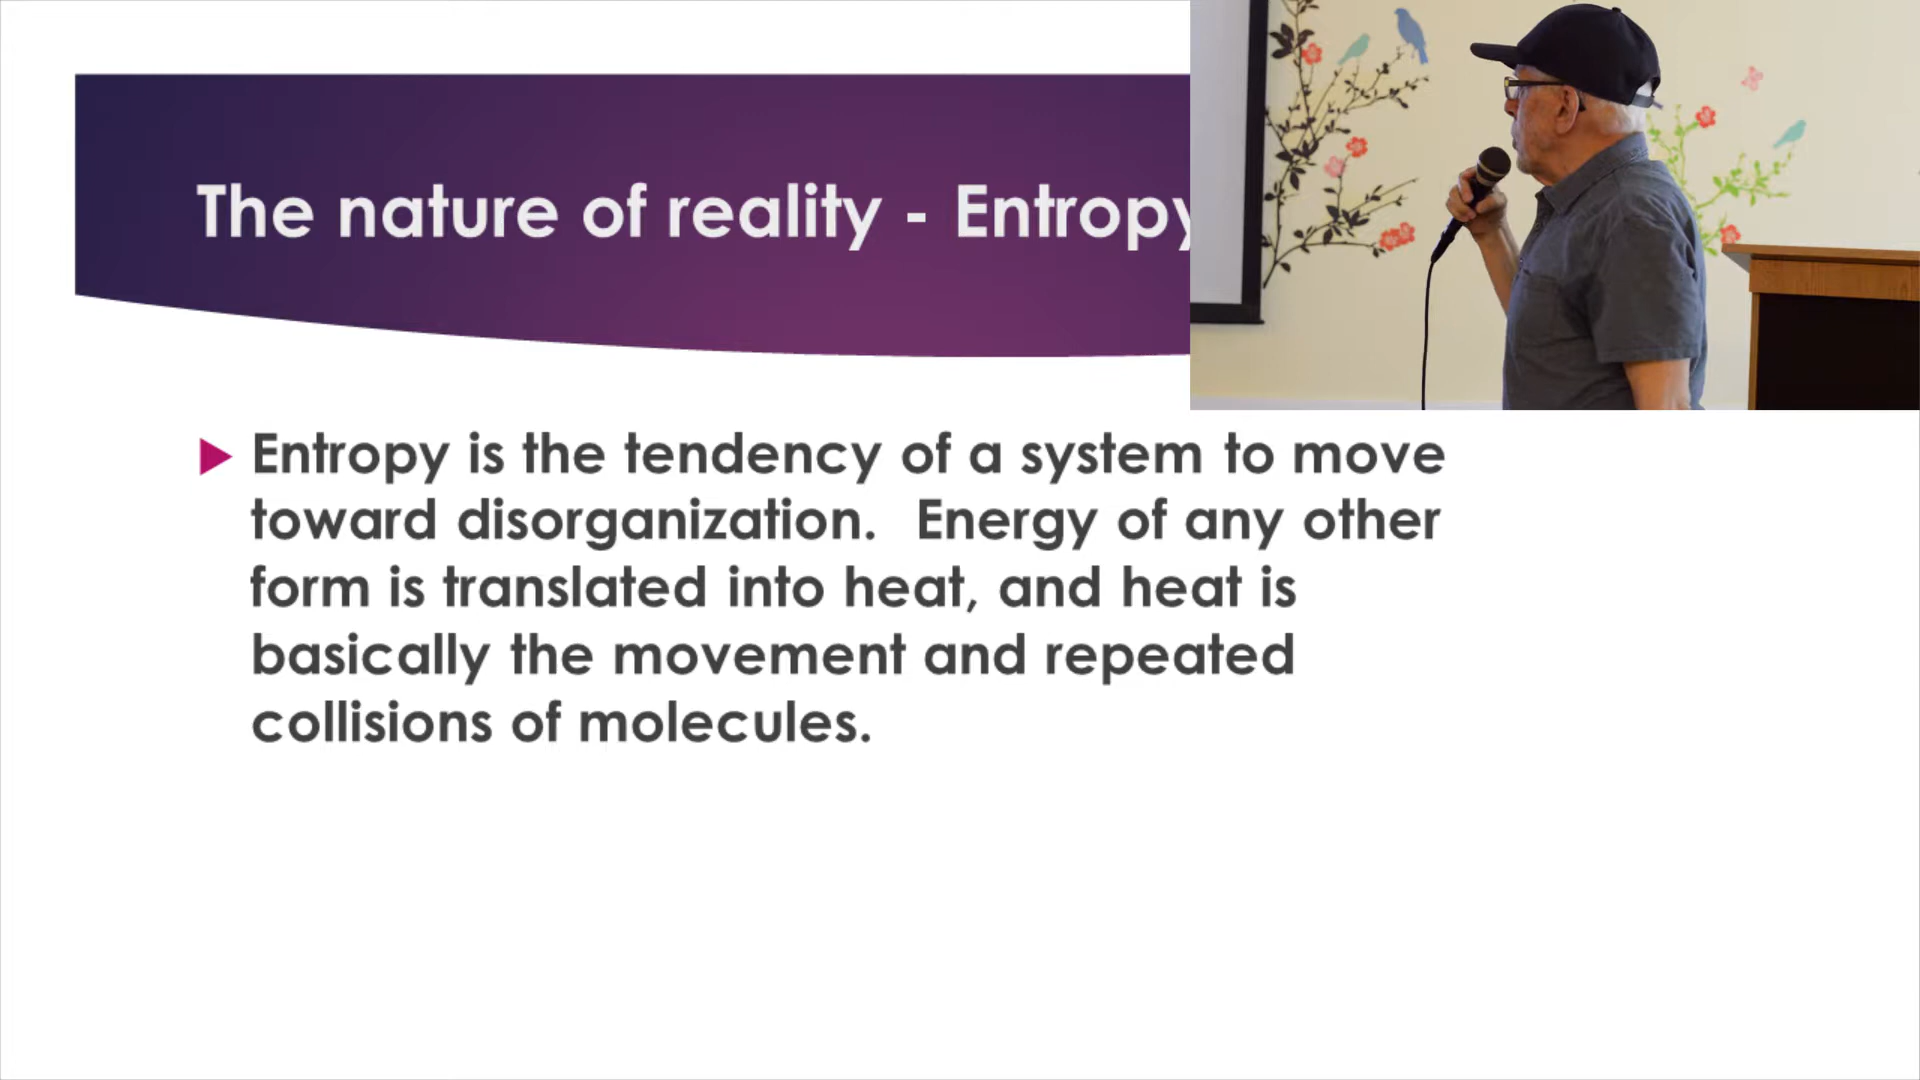 The nature of reality - Entropy
Entropy is the tendency of a system to move
toward disorganization. Energy of any other
form is translated into heat, and heat is
basically the movement and repeated
collisions of molecules.